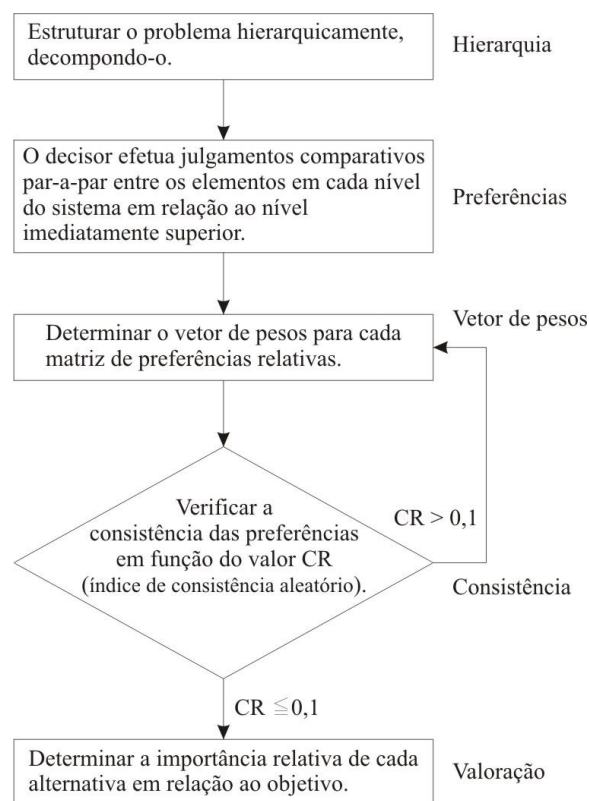 Estruturar o problema hierarquicamente,
decompondo-o.
Hierarquia
O decisor efetua julgamentos comparativos
par-a-par entre os elementos em cada nível
do sistema em relação ao nível
imediatamente superior.
Preferências
Vetor de pesos
Determinar o vetor de pesos para cada
matriz de preferências relativas.
Verificar a
consistência das preferências
em função do valor CR
(índice de consistência aleatório).
CR > 0,1
Consistência
CR ≦ 0,1
Determinar a importância relativa de cada
alternativa em relação ao objetivo.
Valoração